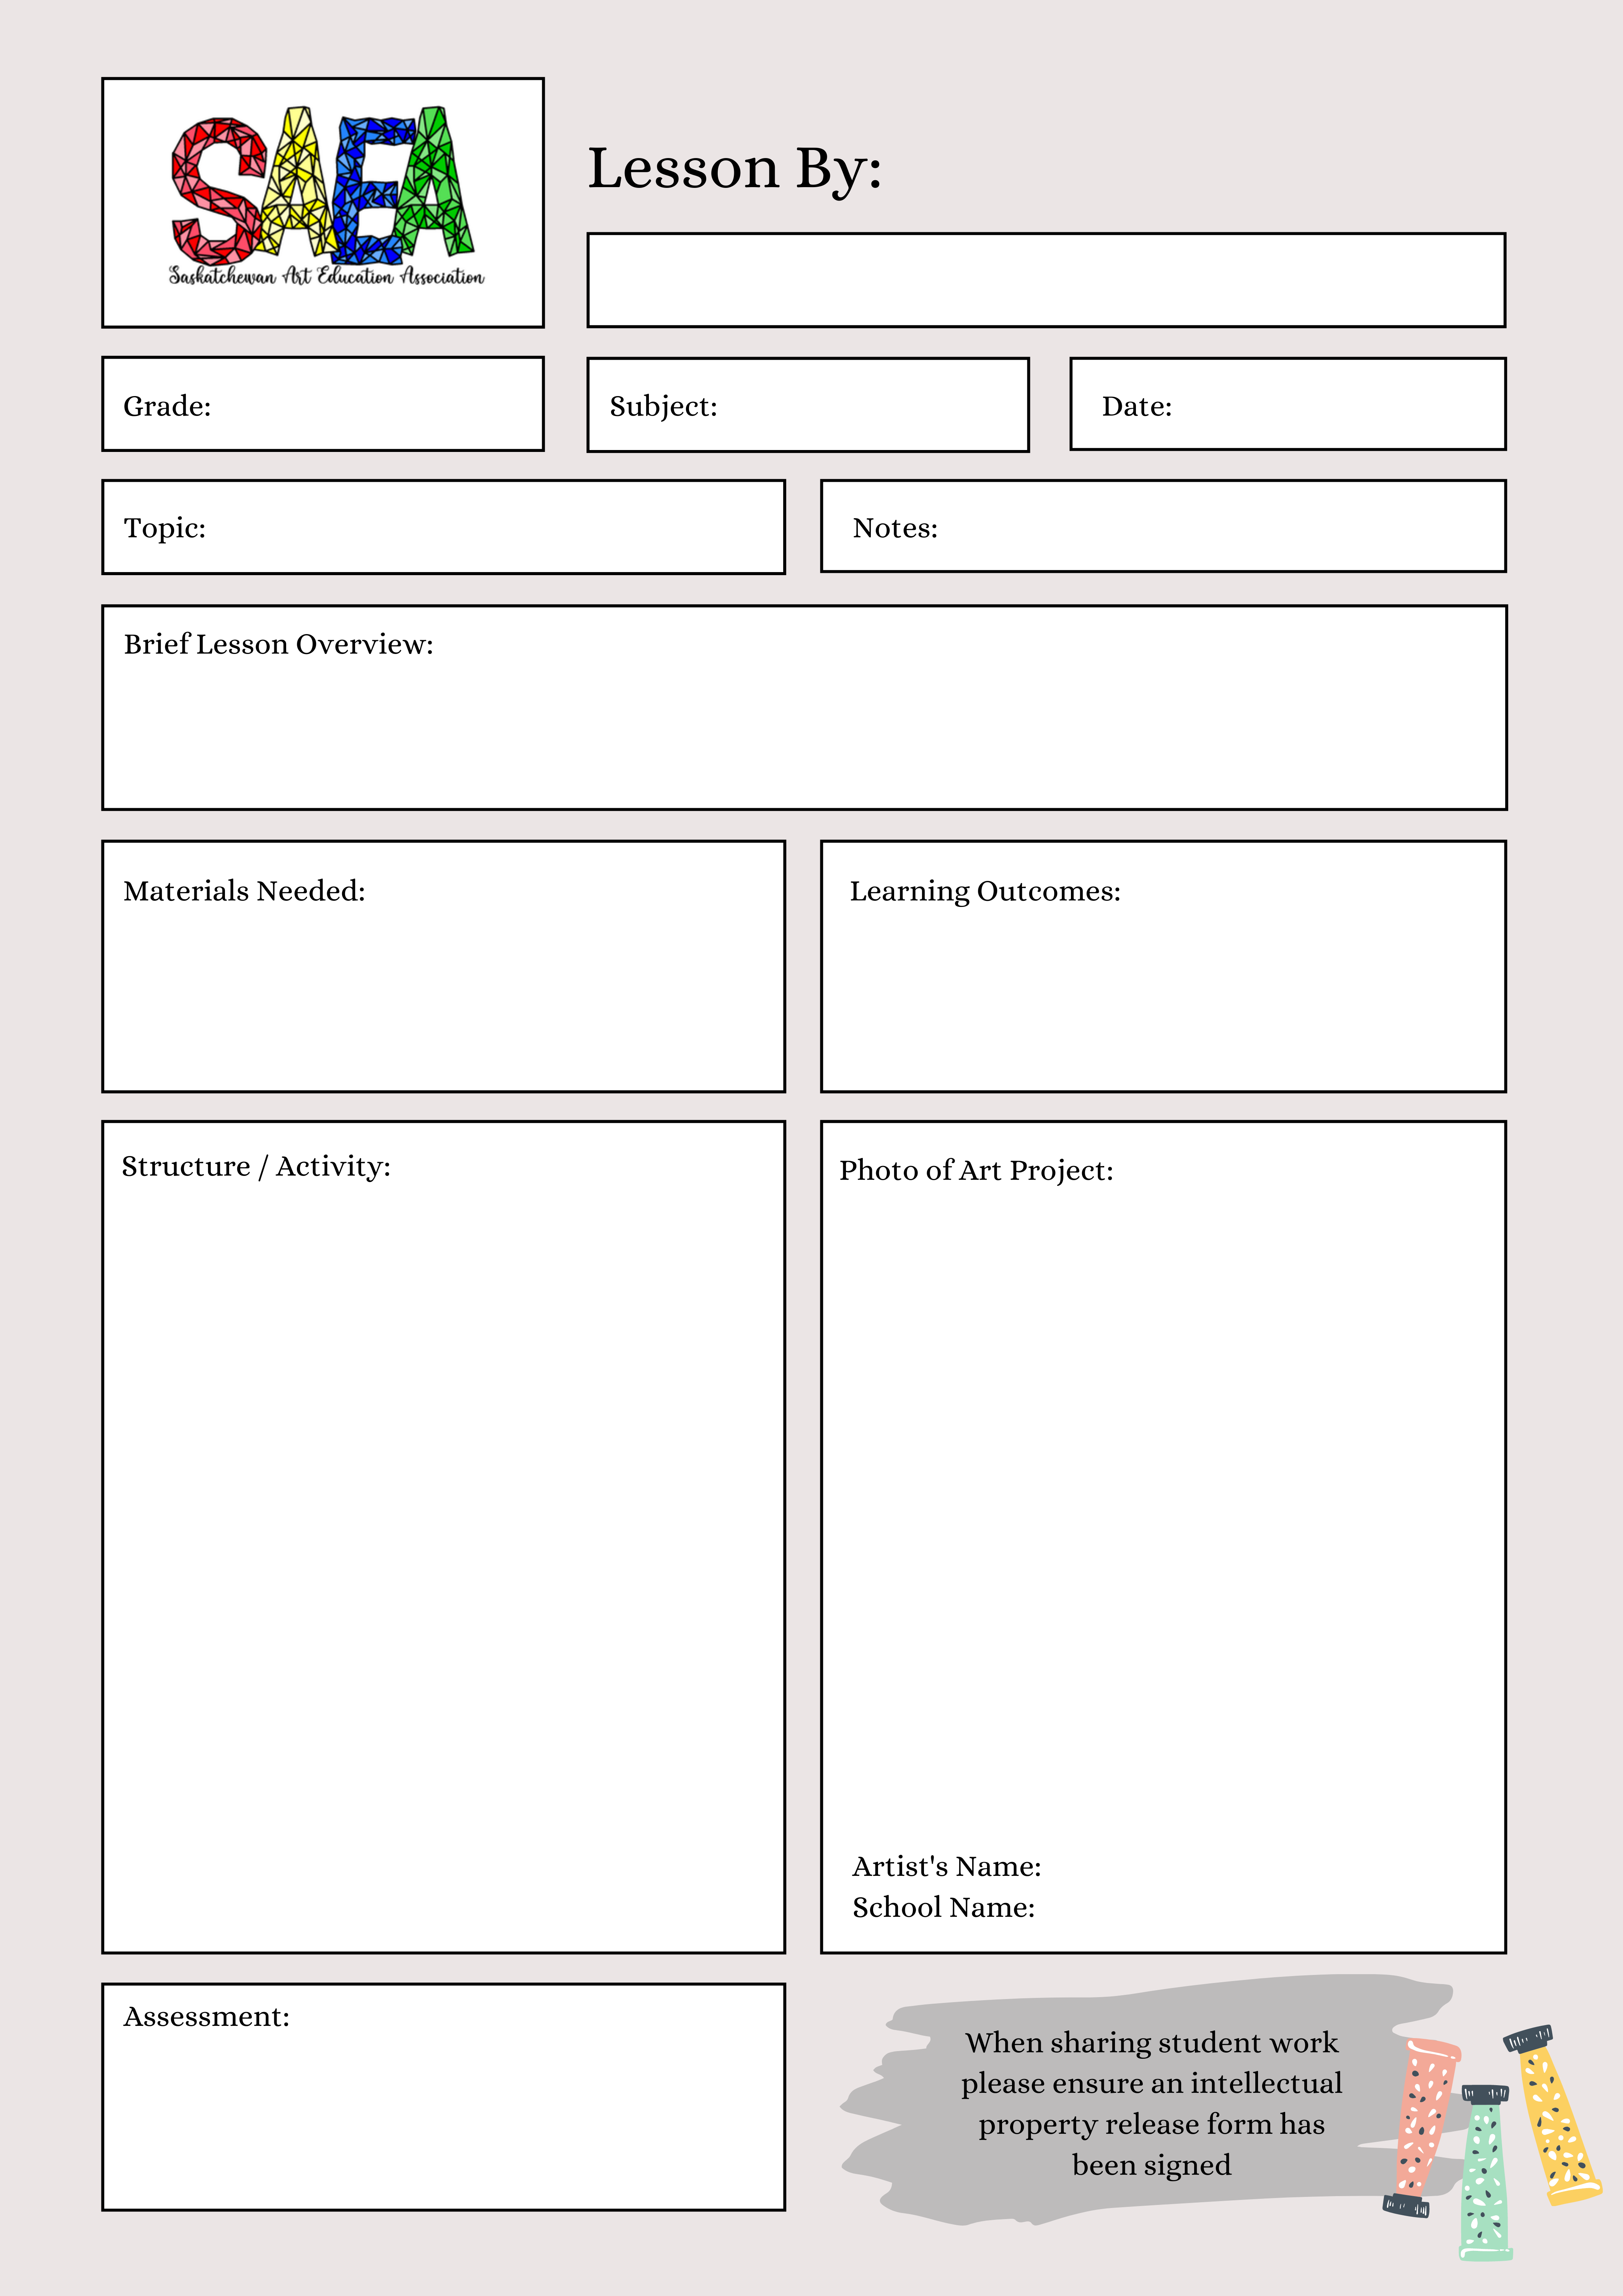 SAEA
Saskatchewan Art Education Association
Lesson By:
Grade:
Subject:
Date:
Topic:
Notes:
Brief Lesson Overview:
Materials Needed:
Learning Outcomes:
Structure / Activity:
Photo of Art Project:
Artist's Name:
School Name:
Assessment:
When sharing student work
please ensure an intellectual
property release form has
been signed